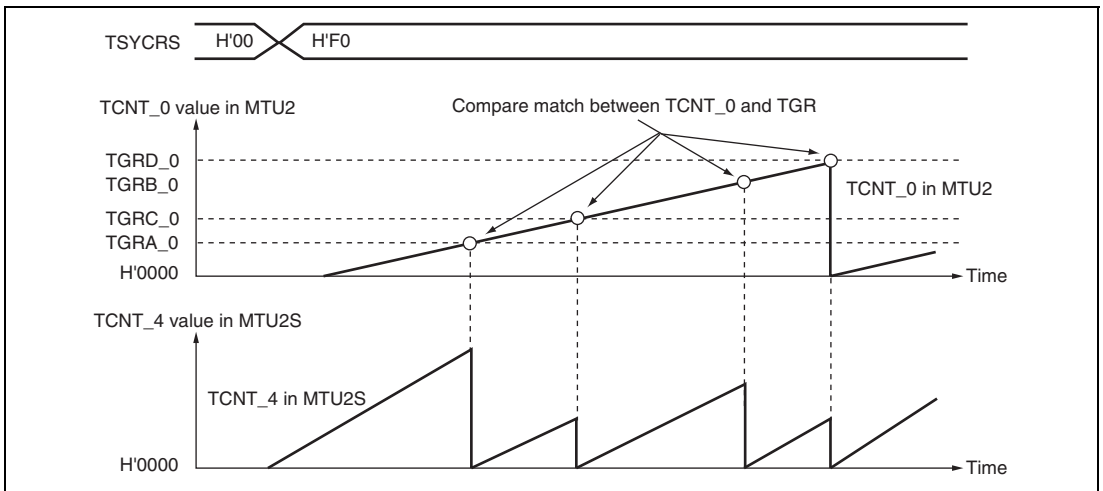 TSYCRS H'00 H'F0
TCNT_0 value in MTU2
Compare match between TCNT_0 and TGR
TGRD_0
TGRB_0
TCNT_0 in MTU2
TGRC_0
TGRA_0
H'0000
Time
TCNT_4 value in MTU2S
TCNT_4 in MTU2S
H'0000
Time